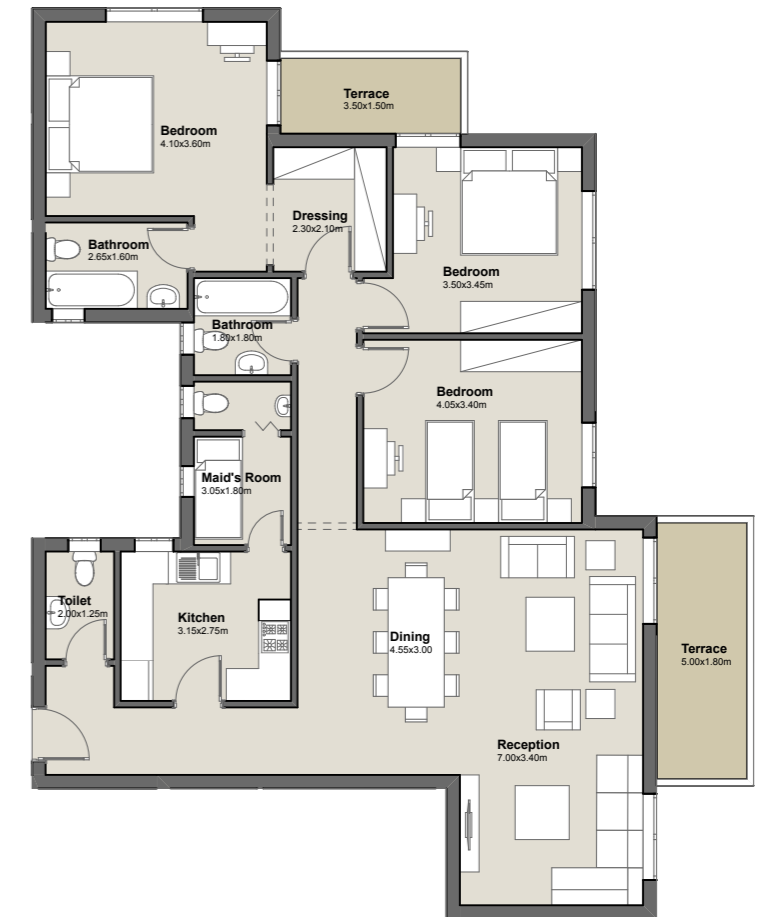 Terrace
3.50x1.50m
Bedroom
4.10x3.60m
Dressing
2.30x2.10m
Bathroom
2.65x1.60m
Bedroom
3.50x3.45m
Bathroom
1.80x1.80m
Bedroom
4.05x3.40m
Maid's Room
3.05x1.80m
Toilet
2.00x1.25m
Kitchen
3.15x2.75m
Dining
4.55x3.00
Terrace
5.00x1.80m
Reception
7.00x3.40m